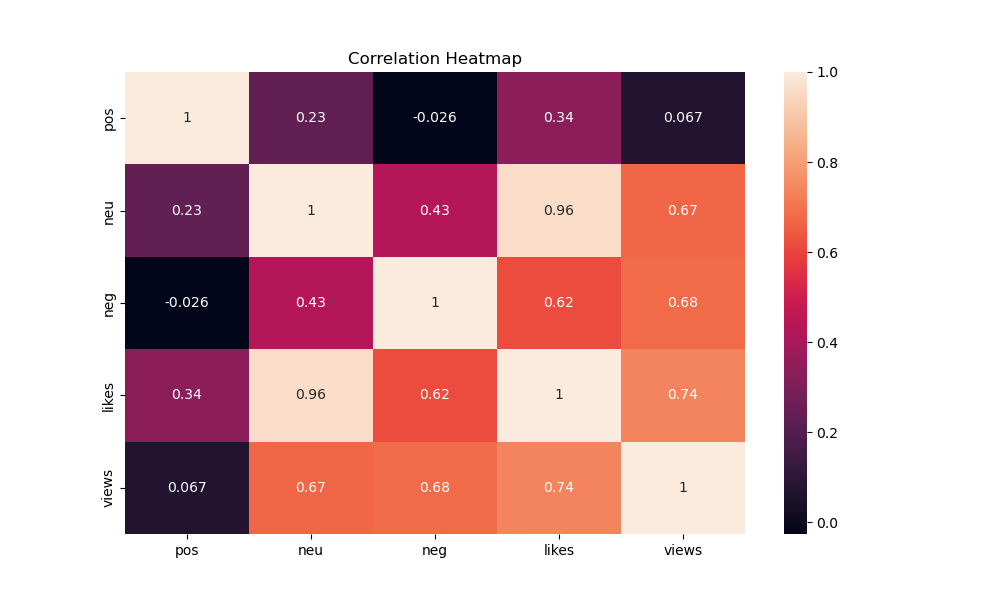 Correlation Heatmap
pos 1 0.23 -0.026 0.34 0.067
neu 0.23 1 0.43 0.96 0.67
neg -0.026 0.43 1 0.62 0.68
likes 0.34 0.96 0.62 1 0.74
views 0.067 0.67 0.68 0.74 1
pos neu neg likes views
1.0
0.8
0.6
0.4
0.2
0.0